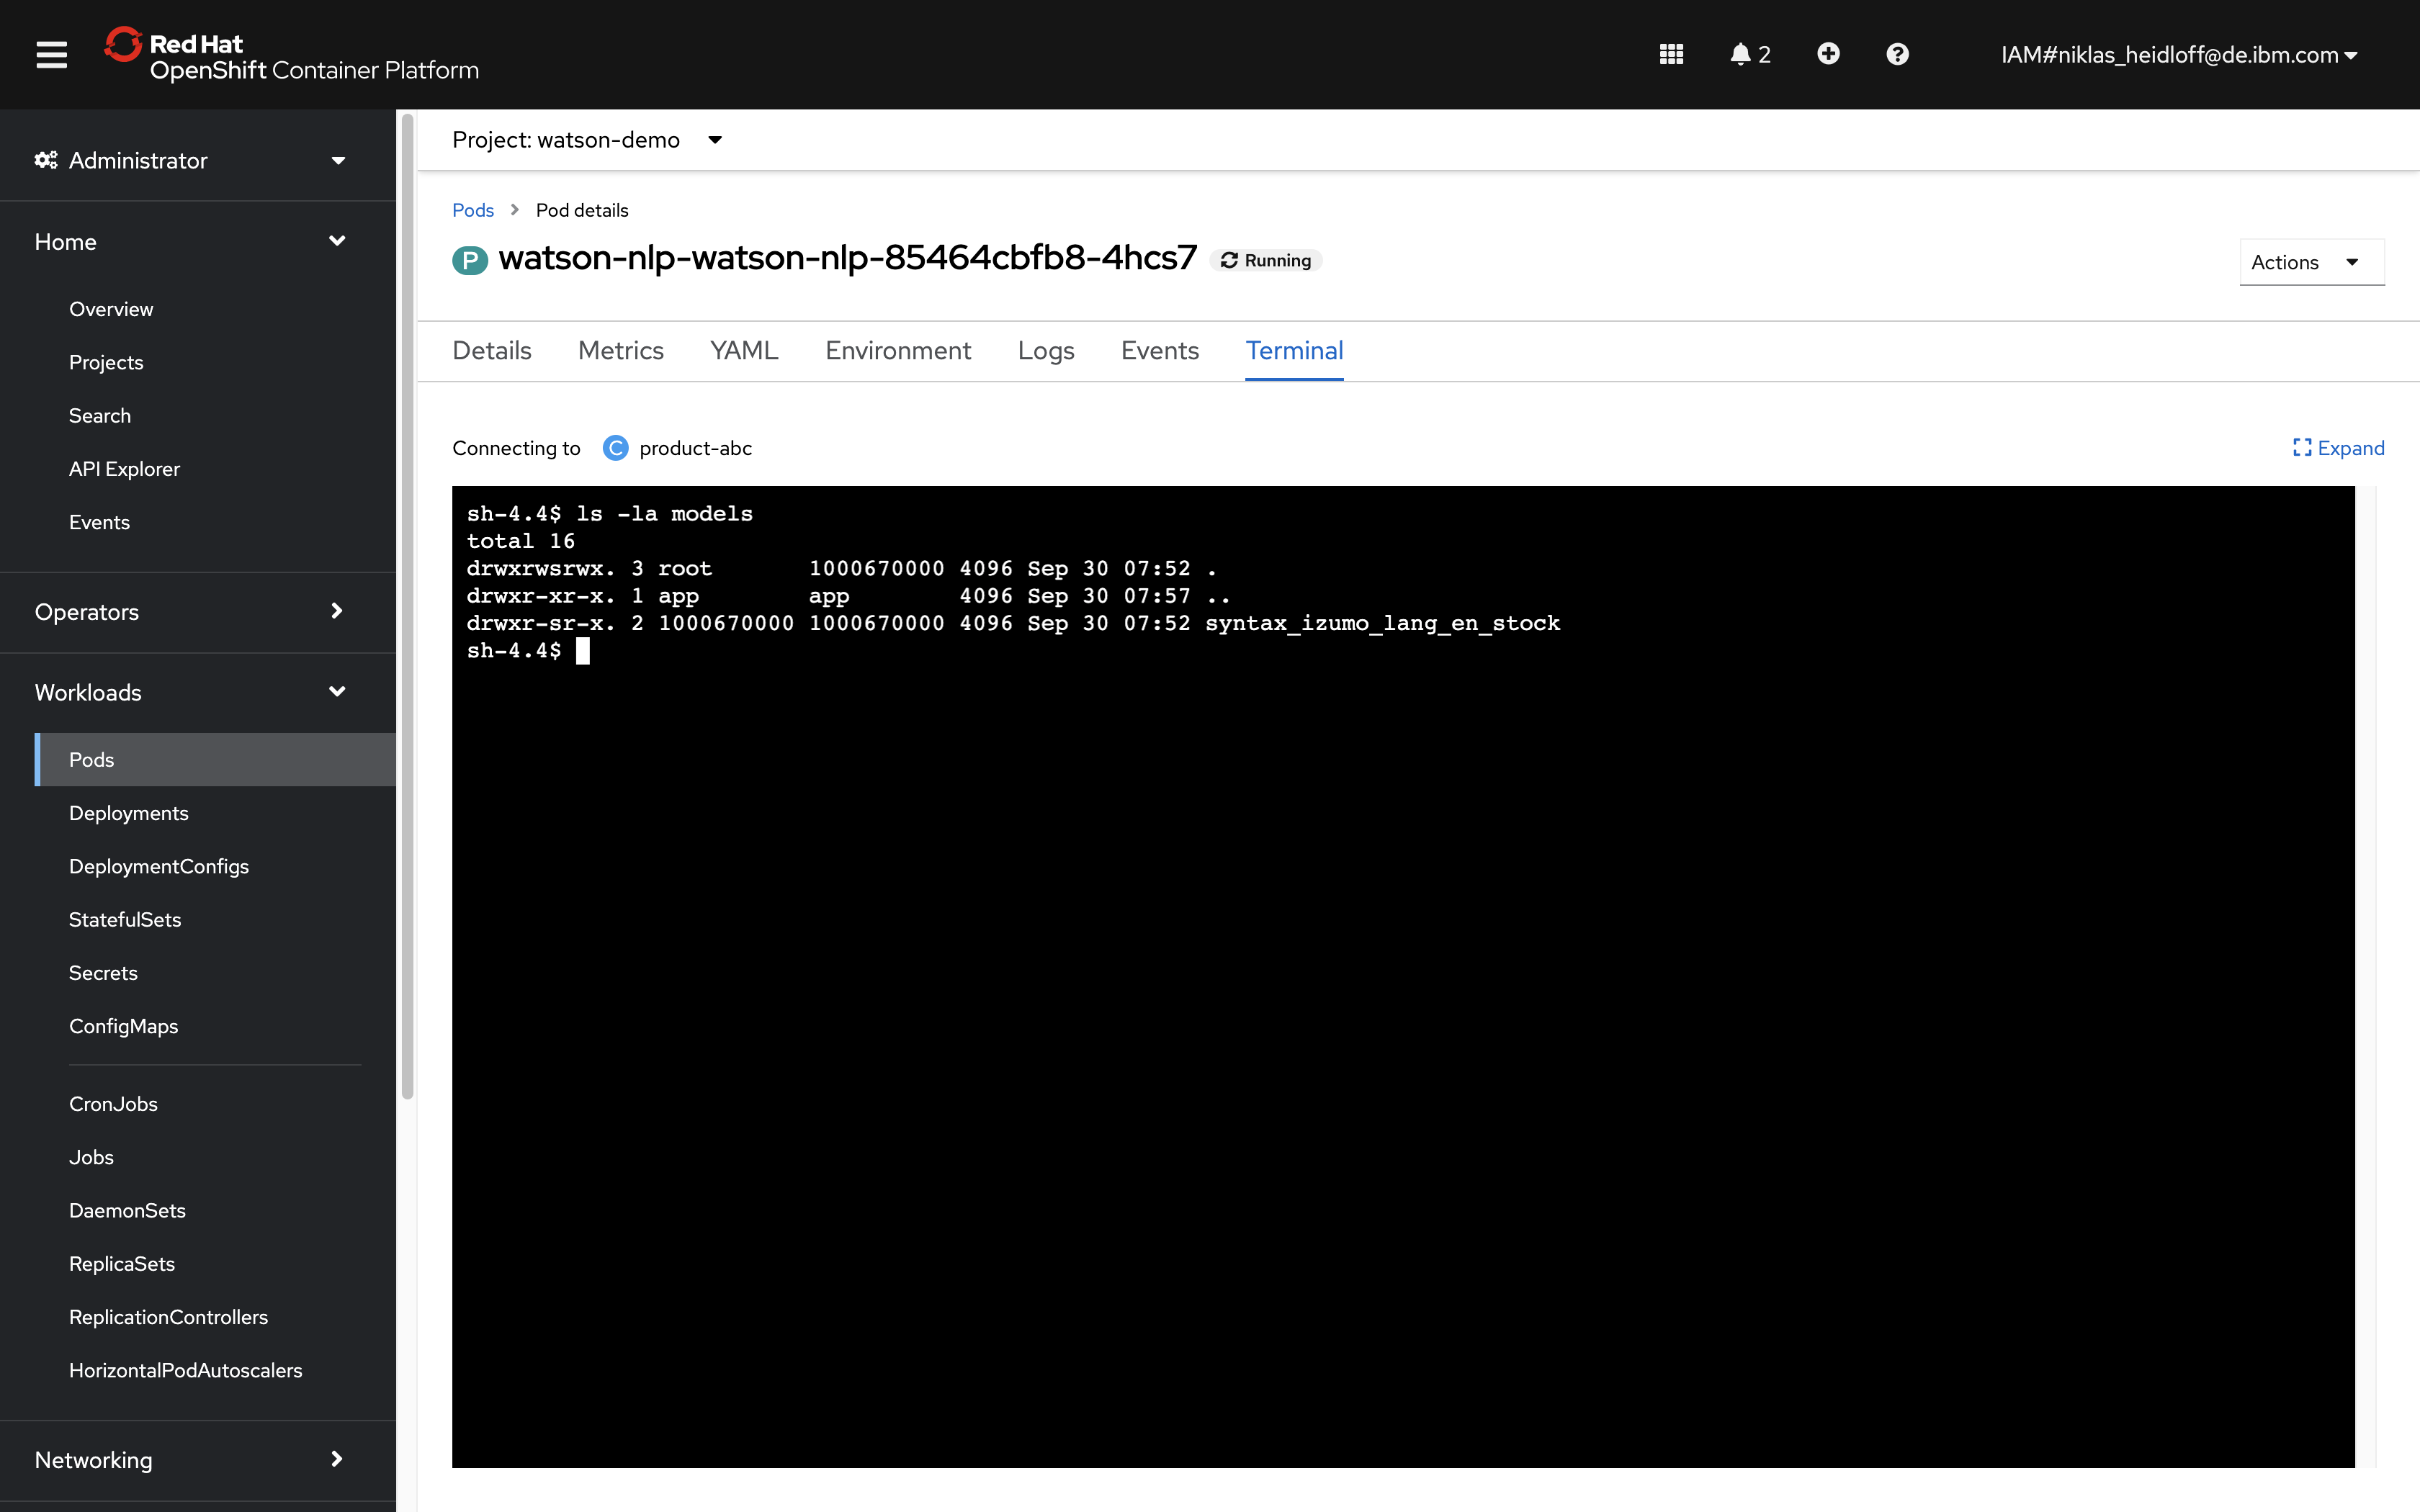 Red Hat
OpenShift Container Platform
2
IAM#niklas_heidloff@de.ibm.com
Administrator
Home
Overview
Projects
Search
API Explorer
Events
Operators
Workloads
Pods
Deployments
DeploymentConfigs
StatefulSets
Secrets
ConfigMaps
CronJobs
Jobs
DaemonSets
ReplicaSets
ReplicationControllers
HorizontalPodAutoscalers
Networking
Project: watson-demo
Pods > Pod details
P watson-nlp-watson-nlp-85464cbfb8-4hcs7 Running
Actions
Details Metrics YAML Environment Logs Events Terminal
Connecting to C product-abc
Expand
sh-4.4$ ls -la models
total 16
drwxrwsrwx. 3 root       1000670000 4096 Sep 30 07:52 .
drwxr-xr-x. 1 app        app        4096 Sep 30 07:57 ..
drwxr-sr-x. 2 1000670000 1000670000 4096 Sep 30 07:52 syntax_izumo_lang_en_stock
sh-4.4$